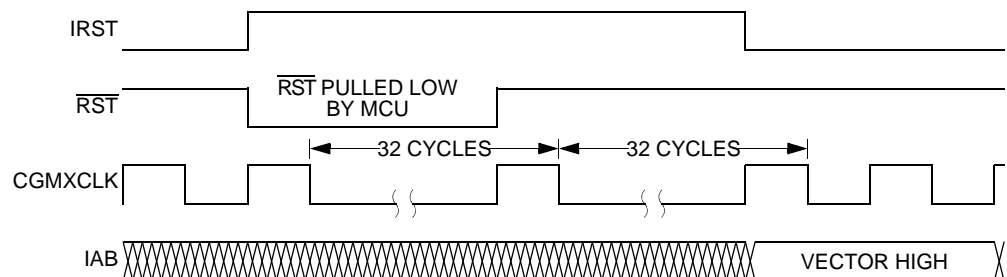 IRST
RST
RST PULLED LOW
BY MCU
32 CYCLES
32 CYCLES
CGMXCLK
IAB
VECTOR HIGH